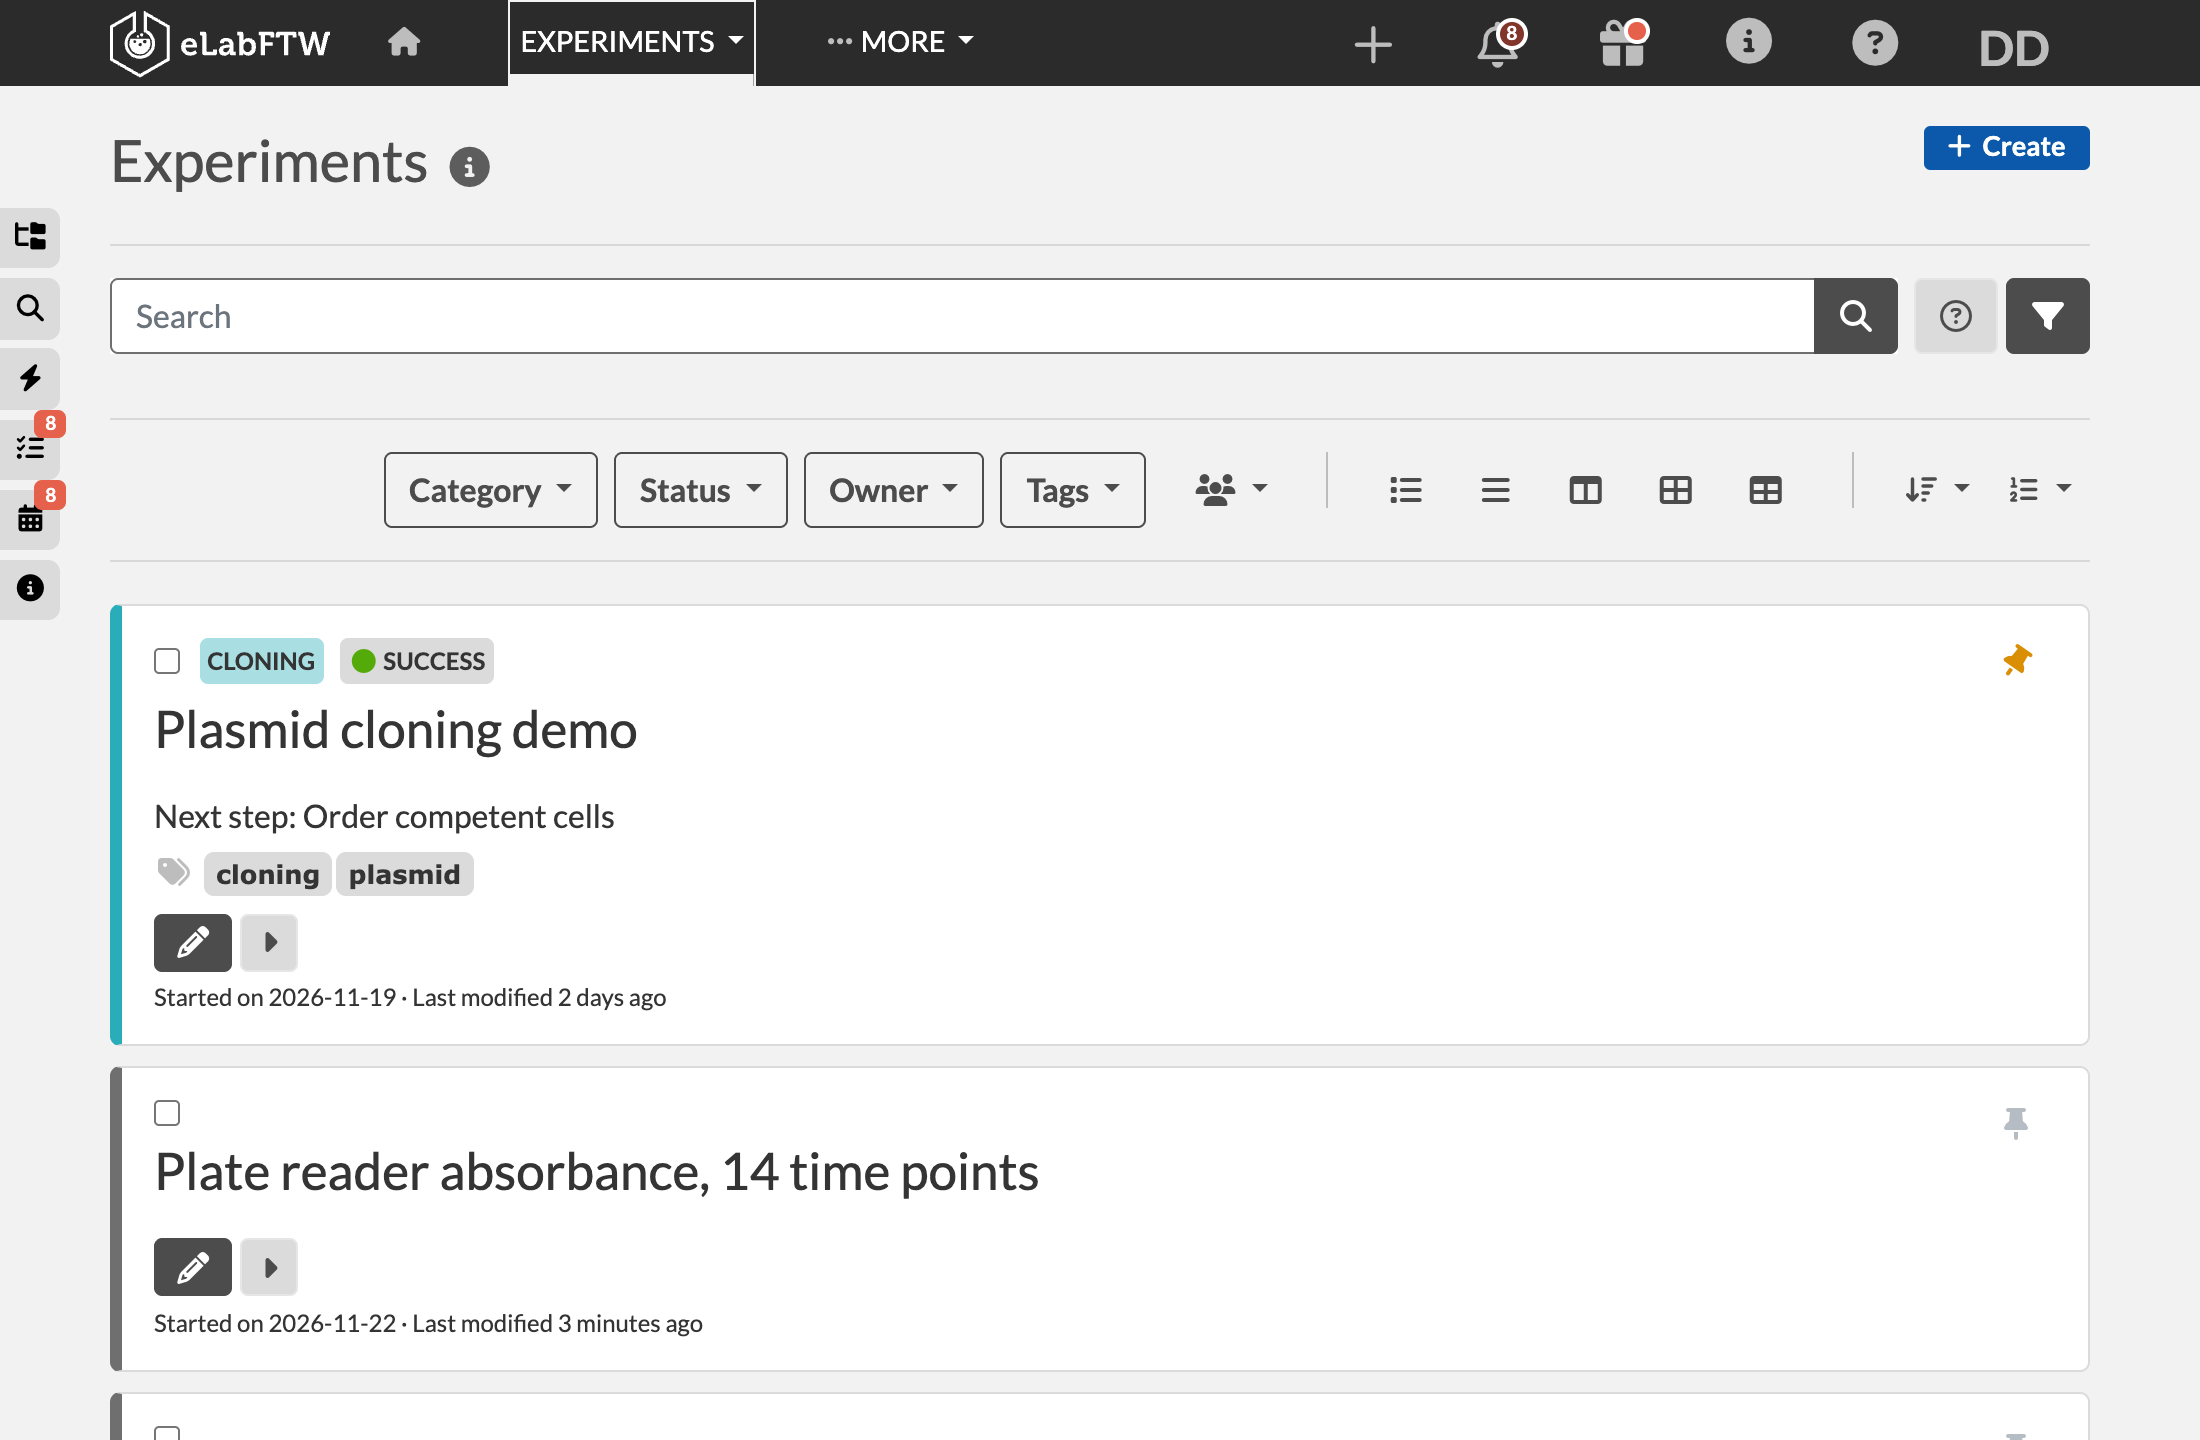 eLabFTW
EXPERIMENTS
MORE
8
DD
Experiments
Create
Search
8
8
Category
Status
Owner
Tags
CLONING
SUCCESS
Plasmid cloning demo
Next step: Order competent cells
cloning
plasmid
Started on 2026-11-19 · Last modified 2 days ago
Plate reader absorbance, 14 time points
Started on 2026-11-22 · Last modified 3 minutes ago